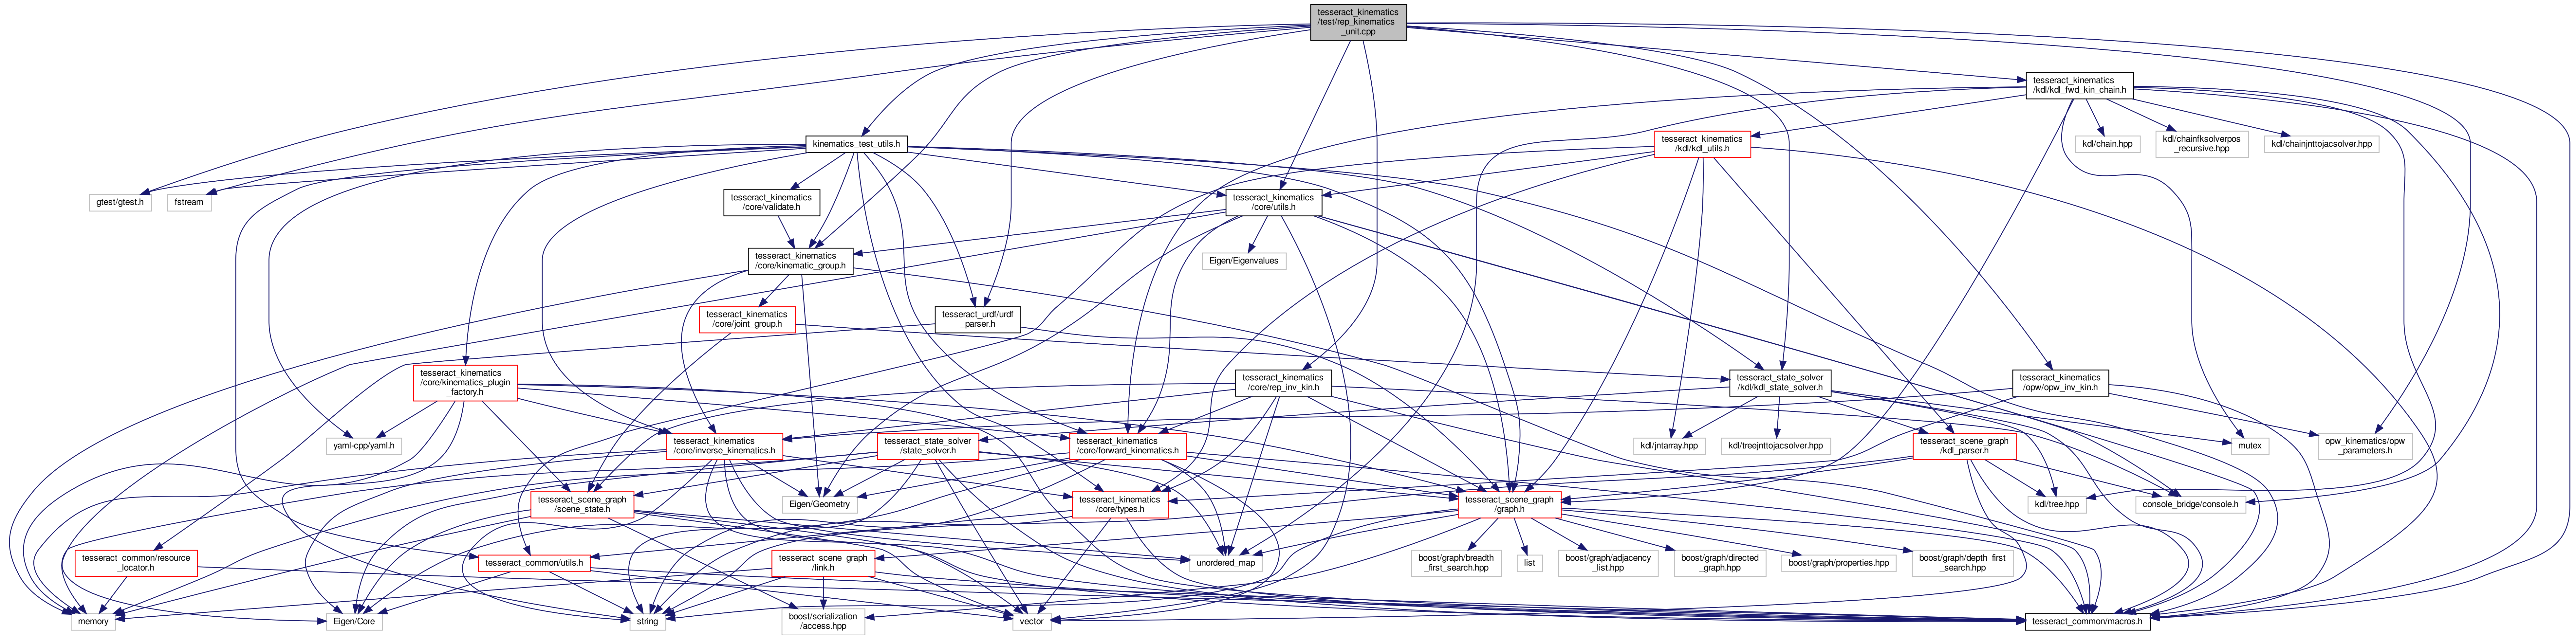 tesseract_kinematics
/test/rep_kinematics
_unit.cpp
tesseract_kinematics
/kdl/kdl_fwd_kin_chain.h
kinematics_test_utils.h
tesseract_kinematics
/kdl/kdl_utils.h
kdl/chain.hpp
kdl/chainfksolverpos
_recursive.hpp
kdl/chainjnttojacsolver.hpp
gtest/gtest.h
fstream
tesseract_kinematics
/core/validate.h
tesseract_kinematics
/core/utils.h
tesseract_kinematics
/core/kinematic_group.h
Eigen/Eigenvalues
tesseract_kinematics
/core/joint_group.h
tesseract_urdf/urdf
_parser.h
tesseract_kinematics
/core/kinematics_plugin
_factory.h
tesseract_kinematics
/core/rep_inv_kin.h
tesseract_state_solver
/kdl/kdl_state_solver.h
tesseract_kinematics
/opw/opw_inv_kin.h
yaml-cpp/yaml.h
tesseract_kinematics
/core/inverse_kinematics.h
tesseract_state_solver
/state_solver.h
tesseract_kinematics
/core/forward_kinematics.h
kdl/jntarray.hpp
kdl/treejnttojacsolver.hpp
tesseract_scene_graph
/kdl_parser.h
mutex
opw_kinematics/opw
_parameters.h
tesseract_scene_graph
/scene_state.h
Eigen/Geometry
tesseract_kinematics
/core/types.h
tesseract_scene_graph
/graph.h
kdl/tree.hpp
console_bridge/console.h
tesseract_common/resource
_locator.h
tesseract_common/utils.h
tesseract_scene_graph
/link.h
unordered_map
boost/graph/breadth
_first_search.hpp
list
boost/graph/adjacency
_list.hpp
boost/graph/directed
_graph.hpp
boost/graph/properties.hpp
boost/graph/depth_first
_search.hpp
memory
Eigen/Core
string
boost/serialization
/access.hpp
vector
tesseract_common/macros.h